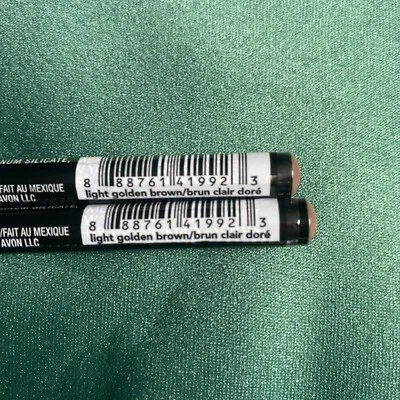 NUM SILICATE,
/FAIT AU MEXIQUE
AVON LLC
8 88761 41992 3
light golden brown/brun clair doré
/FAIT AU MEXIQUE
AVON LLC
8 88761 41992 3
light golden brown/brun clair doré